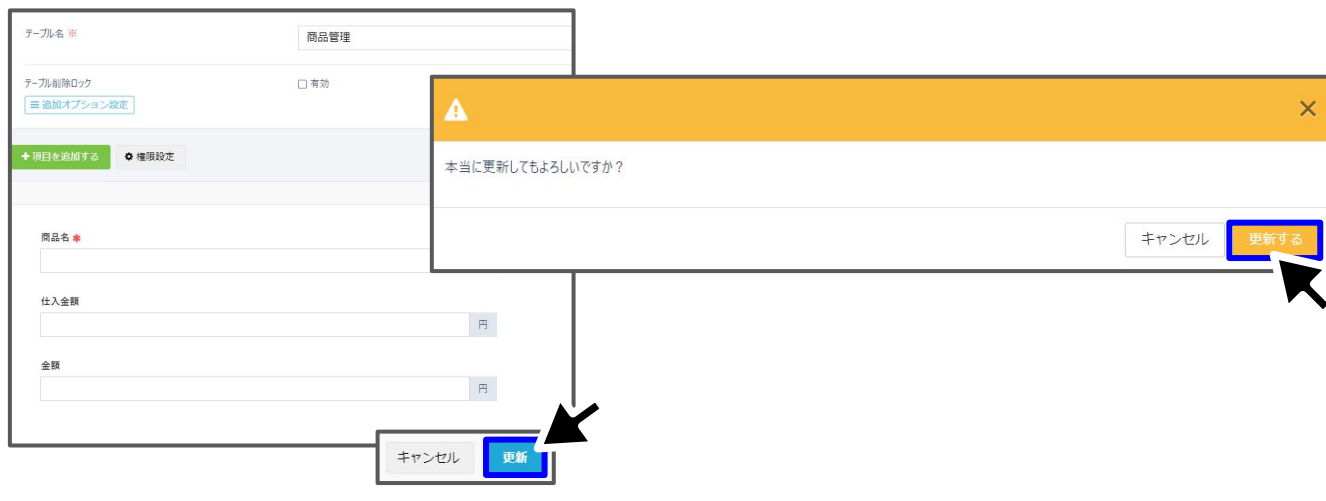 テーブル名 ※
商品管理
テーブル削除ロック
有効
追加オプション設定
+項目を追加する
権限設定
商品名 *
仕入金額
円
金額
円
キャンセル
更新
本当に更新してもよろしいですか？
キャンセル
更新する